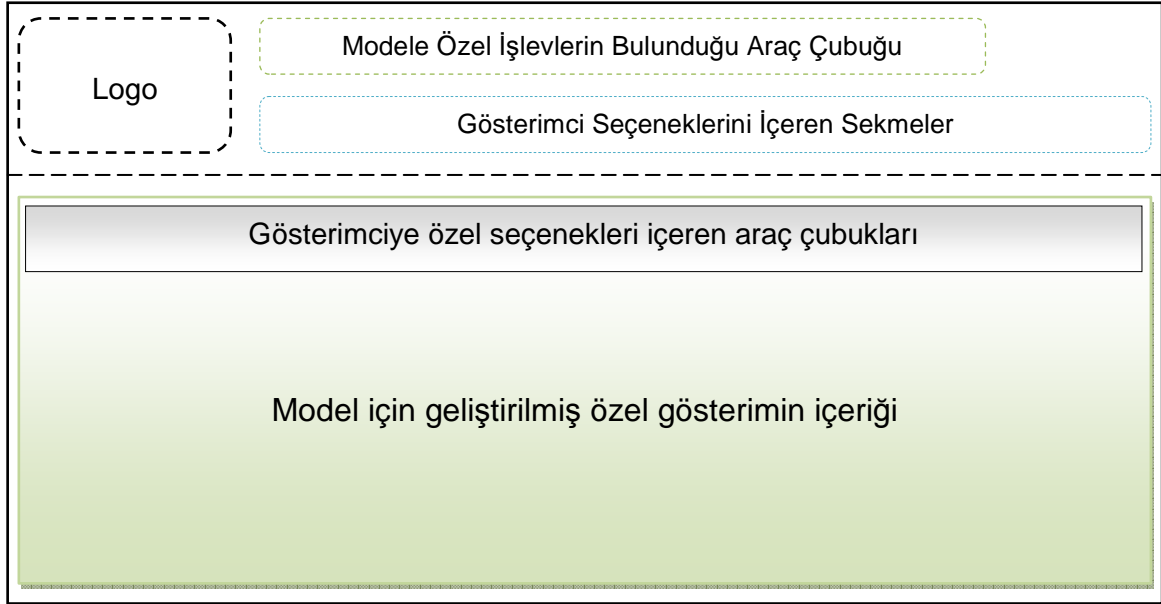 Logo
Modele Özel İşlevlerin Bulunduğu Araç Çubuğu
Gösterimci Seçeneklerini İçeren Sekmeler
Gösterimciye özel seçenekleri içeren araç çubukları
Model için geliştirilmiş özel gösterimin içeriği